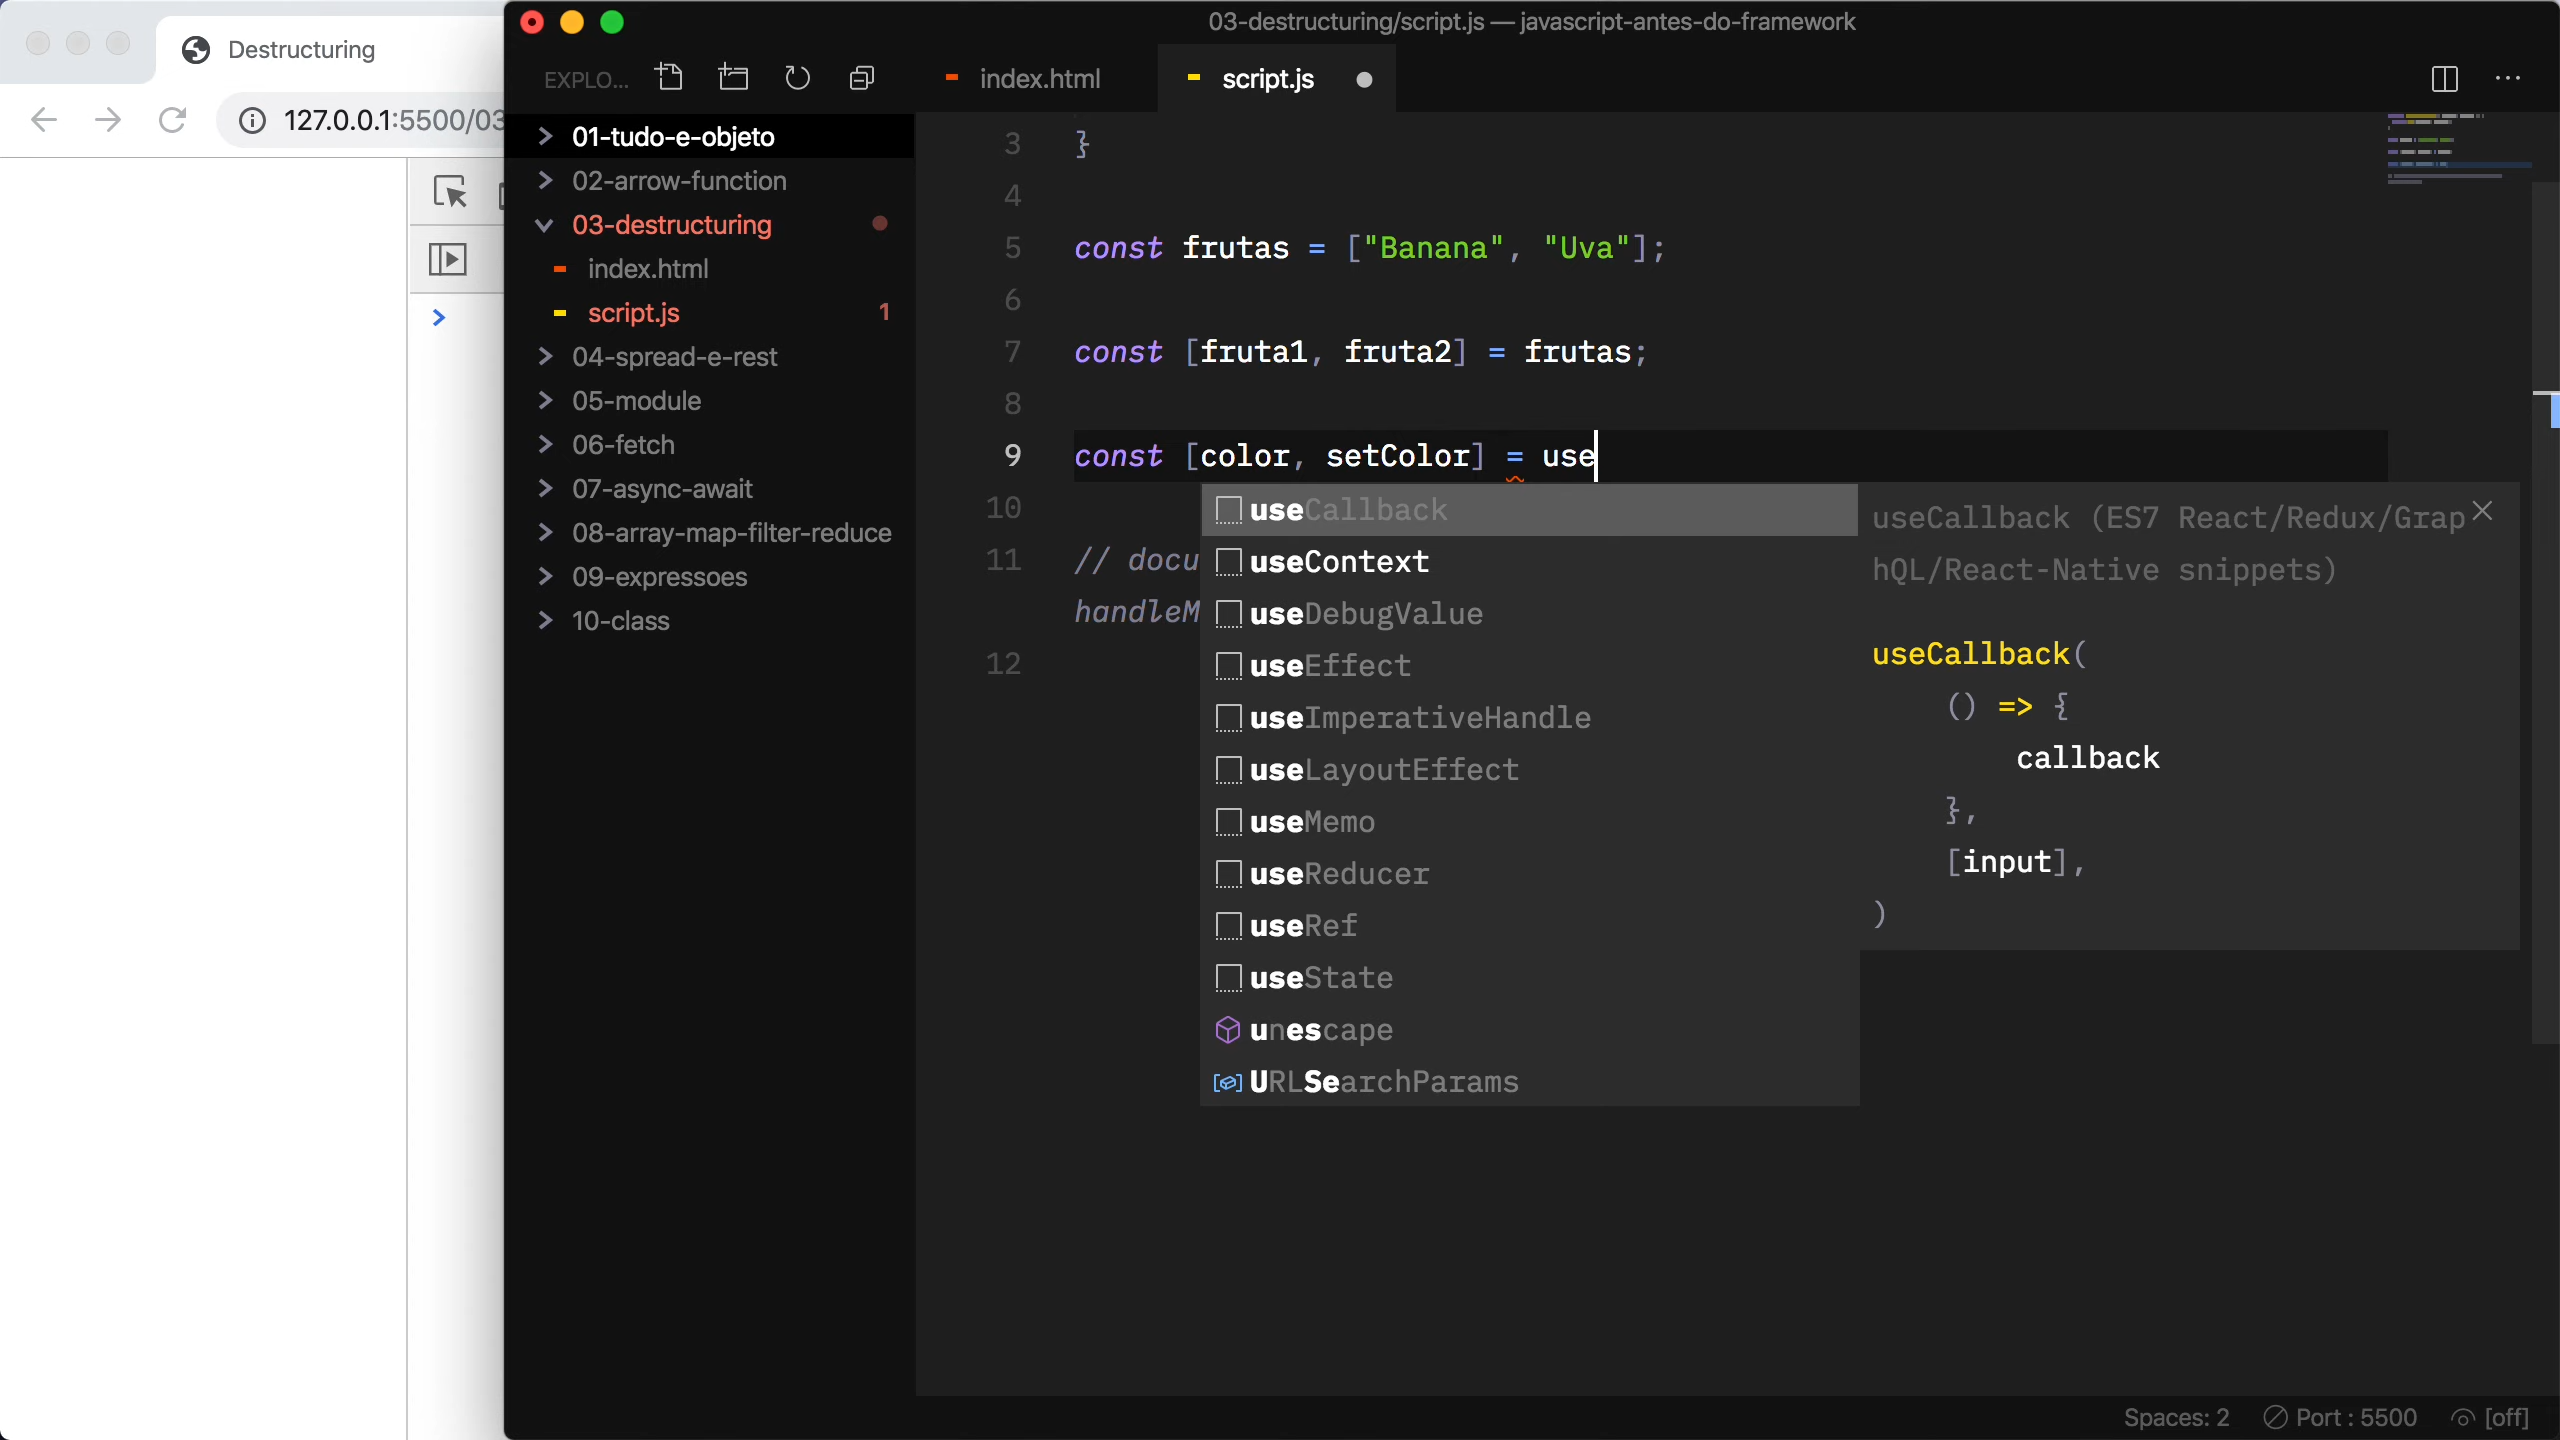 Destructuring
127.0.0.1:5500/03
03-destructuring/script.js — javascript-antes-do-framework
EXPLO...
index.html
script.js
01-tudo-e-objeto
02-arrow-function
03-destructuring
index.html
script.js 1
04-spread-e-rest
05-module
06-fetch
07-async-await
08-array-map-filter-reduce
09-expressoes
10-class
3 }
4
5 const frutas = ["Banana", "Uva"];
6
7 const [fruta1, fruta2] = frutas;
8
9 const [color, setColor] = use
10
11 // docu
handleM
12
useCallback
useContext
useDebugValue
useEffect
useImperativeHandle
useLayoutEffect
useMemo
useReducer
useRef
useState
unescape
URLSearchParams
useCallback (ES7 React/Redux/Grap
hQL/React-Native snippets)
useCallback(
() => {
callback
},
[input],
)
Spaces: 2 Port : 5500 [off]